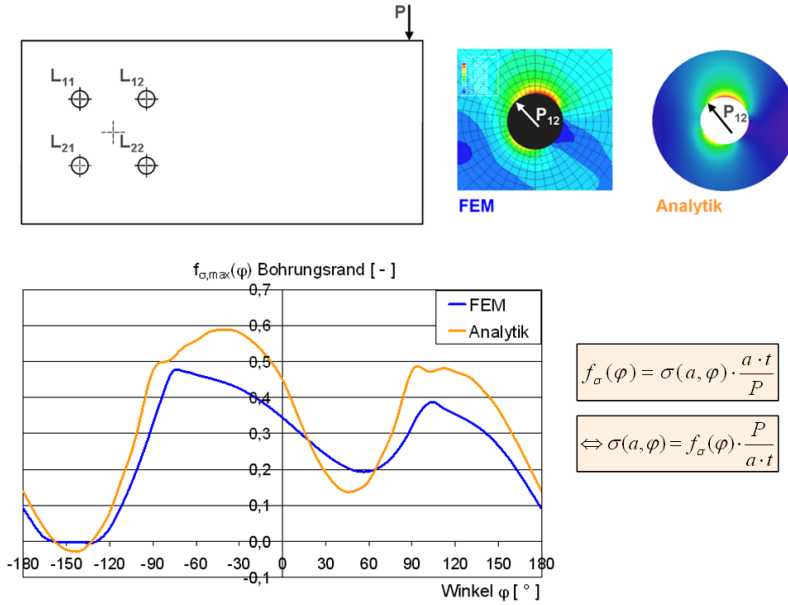 P
L11 L12
L21 L22
P12
FEM
P12
Analytik
fσ,max(φ) Bohrungsrand [ - ]
0,7
0,6
0,5
0,4
0,3
0,2
0,1
0,0
-0,1
-180 -150 -120 -90 -60 -30 0 30 60 90 120 150 180
Winkel φ [ ° ]
FEM
Analytik
fσ(φ) = σ(a, φ) · a · t / P
⇔ σ(a, φ) = fσ(φ) · P / a · t